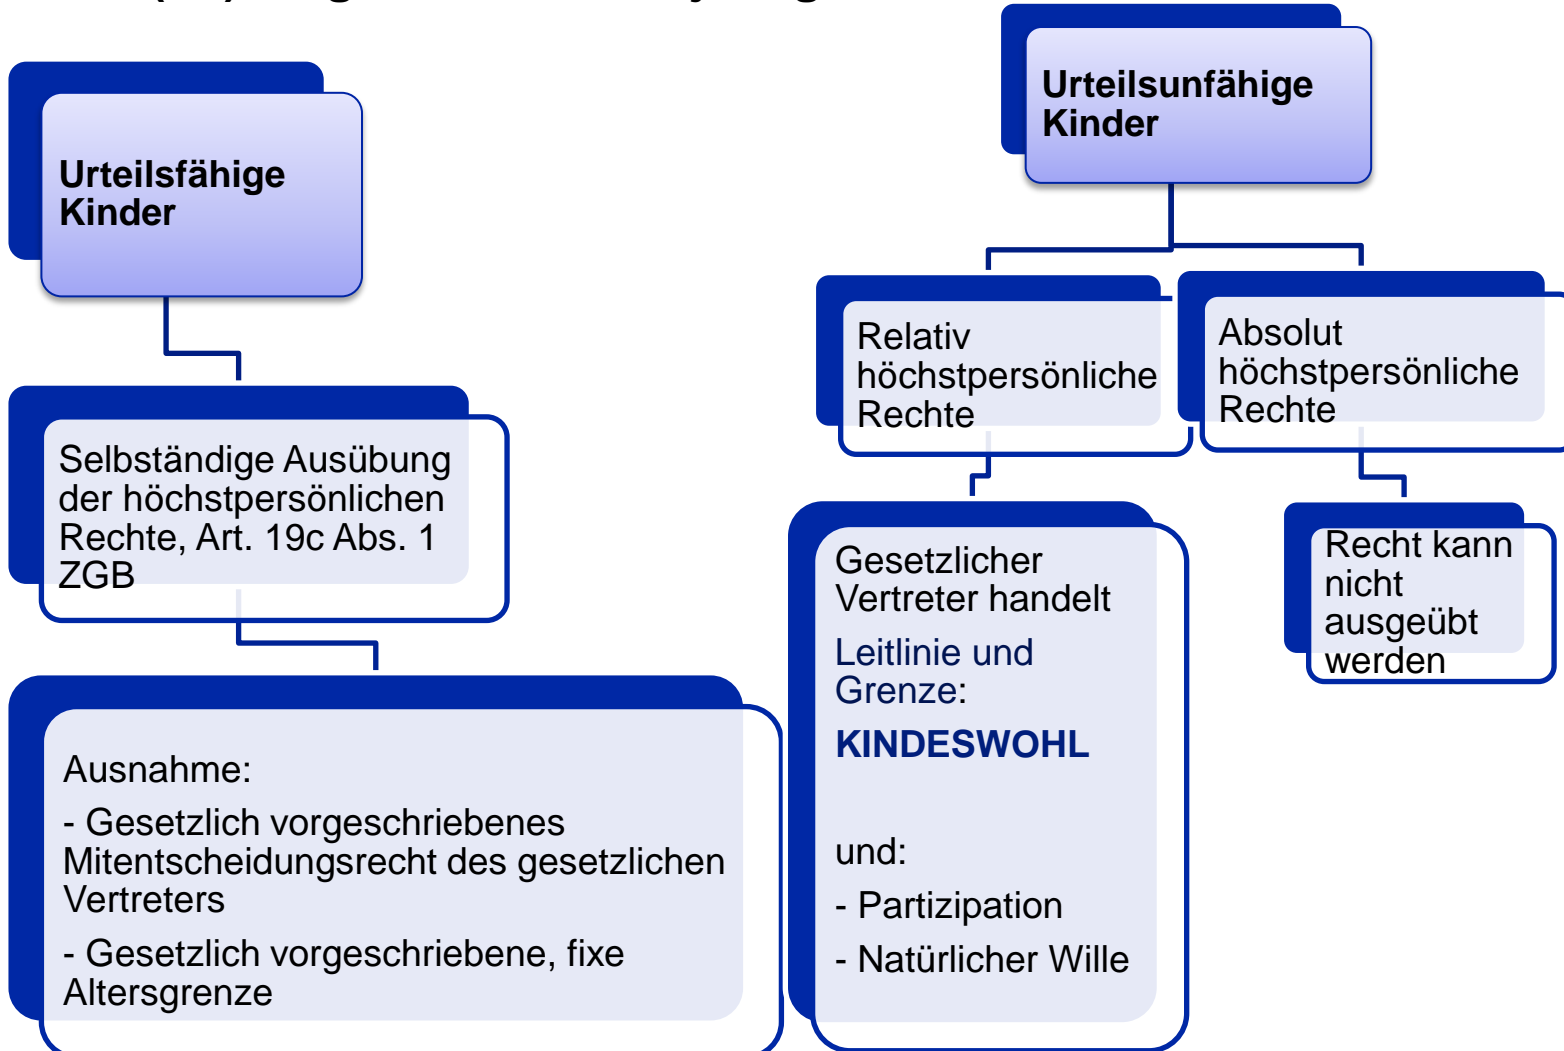 Urteilsfähige
Kinder
Selbständige Ausübung
der höchstpersönlichen
Rechte, Art. 19c Abs. 1
ZGB
Ausnahme:
- Gesetzlich vorgeschriebenes
Mitentscheidungsrecht des gesetzlichen
Vertreters
- Gesetzlich vorgeschriebene, fixe
Altersgrenze
Urteilsunfähige
Kinder
Relativ
höchstpersönliche
Rechte
Gesetzlicher
Vertreter handelt
Leitlinie und
Grenze:
KINDESWOHL
und:
- Partizipation
- Natürlicher Wille
Absolut
höchstpersönliche
Rechte
Recht kann
nicht
ausgeübt
werden